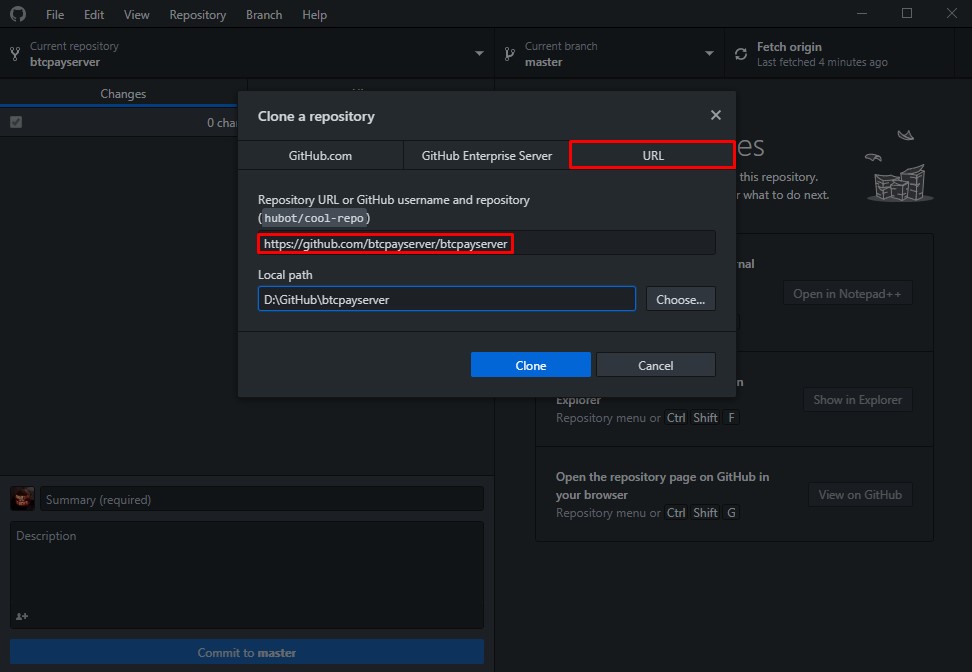 File Edit View Repository Branch Help
Current repository
btcpayserver
Current branch
master
Fetch origin
Last fetched 4 minutes ago
Changes
0 cha
Clone a repository
GitHub.com
GitHub Enterprise Server
URL
Repository URL or GitHub username and repository
(hubot/cool-repo)
https://github.com/btcpayserver/btcpayserver
Local path
D:\GitHub\btcpayserver
Choose...
Clone
Cancel
es
this repository.
r what to do next.
nal
Open in Notepad++
n
Explorer
Repository menu or Ctrl Shift F
Show in Explorer
Open the repository page on GitHub in
your browser
Repository menu or Ctrl Shift G
View on GitHub
Summary (required)
Description
Commit to master